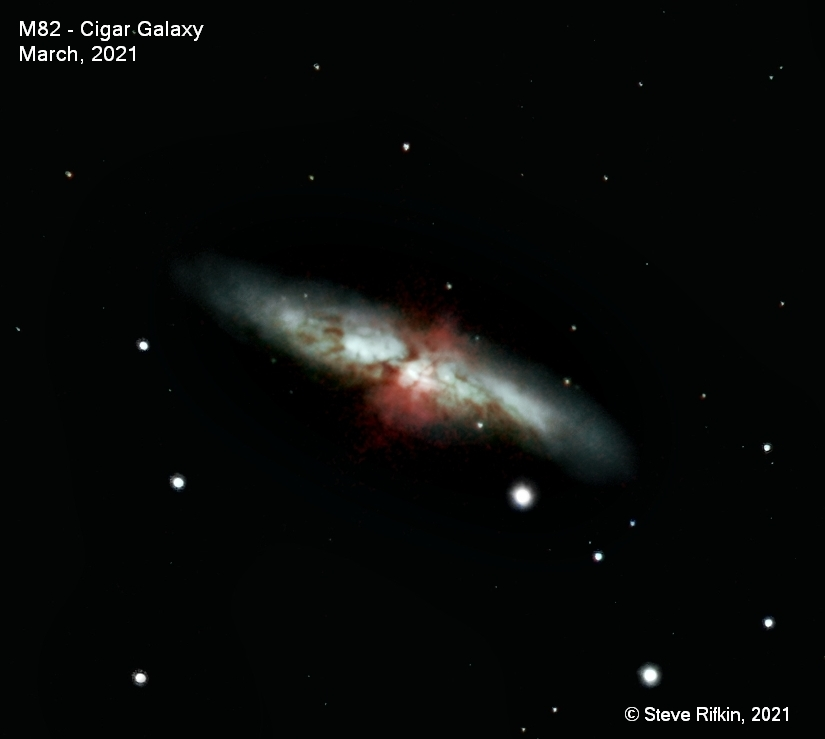 M82 - Cigar Galaxy
March, 2021
© Steve Rifkin, 2021